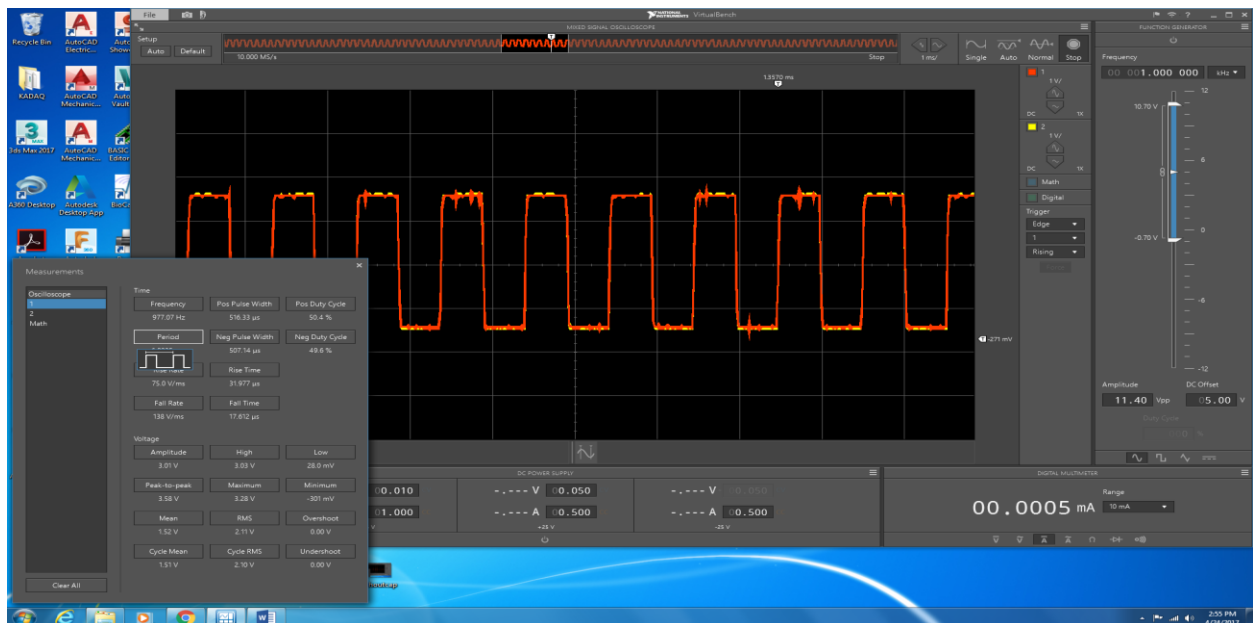 File
NATIONAL INSTRUMENTS VirtualBench
MIXED SIGNAL OSCILLOSCOPE
FUNCTION GENERATOR
Recycle Bin
AutoCAD Electric...
KADAQ
AutoCAD Mechanic...
3ds Max 2017
AutoCAD Mechanic...
A360 Desktop
Autodesk Desktop App
Setup
Auto
Default
10.000 MS/s
Stop
1 ms/
Single
Auto
Normal
Stop
1.3570 ms
1
1 V/
DC
1X
2
1 V/
DC
1X
Math
Digital
Trigger
Edge
1
Rising
-271 mV
Frequency
00 001.000 000
kHz
12
10.70 V
6
-0.70 V
0
-6
-12
Amplitude
DC Offset
11.40 Vpp
05.00 V
Duty Cycle
%
Measurements
Oscilloscope
1
2
Math
Clear All
Time
Frequency
Pos Pulse Width
Pos Duty Cycle
977.07 Hz
516.33 µs
50.4 %
Period
Neg Pulse Width
Neg Duty Cycle
507.14 µs
49.6 %
Rise Rate
Rise Time
75.0 V/ms
31.977 µs
Fall Rate
Fall Time
138 V/ms
17.612 µs
Voltage
Amplitude
High
Low
3.01 V
3.03 V
28.0 mV
Peak-to-peak
Maximum
Minimum
3.58 V
3.28 V
-301 mV
Mean
RMS
Overshoot
1.52 V
2.11 V
0.00 V
Cycle Mean
Cycle RMS
Undershoot
1.51 V
2.10 V
0.00 V
DC POWER SUPPLY
00.010
-.--- V 00.050
-.--- V 00.050
01.000
-.--- A 00.500
-.--- A 00.500
+25 V
-25 V
DIGITAL MULTIMETER
00.0005 mA
Range
10 mA
2:55 PM